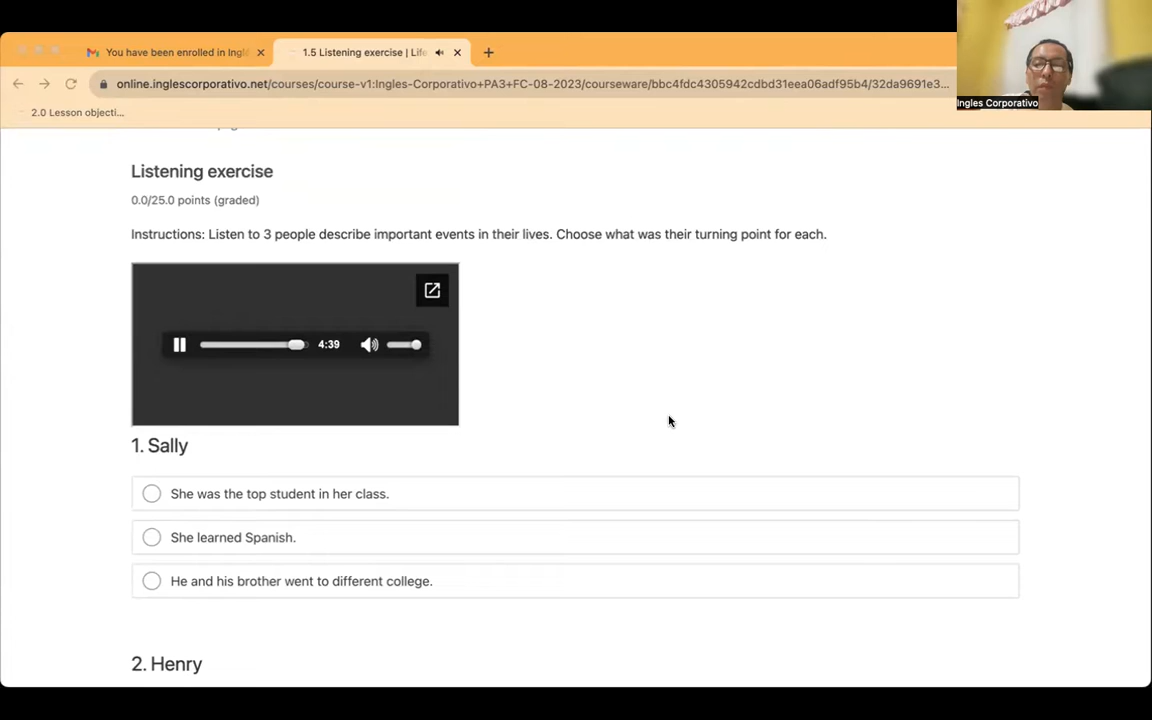 You have been enrolled in Ingl
1.5 Listening exercise | Life
online.inglescorporativo.net/courses/course-v1:Ingles-Corporativo+PA3+FC-08-2023/courseware/bbc4fdc4305942cdbd31eea06adf95b4/32da9691e3...
Ingles Corporativo
2.0 Lesson objecti...
Listening exercise
0.0/25.0 points (graded)
Instructions: Listen to 3 people describe important events in their lives. Choose what was their turning point for each.
4:39
1. Sally
She was the top student in her class.
She learned Spanish.
He and his brother went to different college.
2. Henry